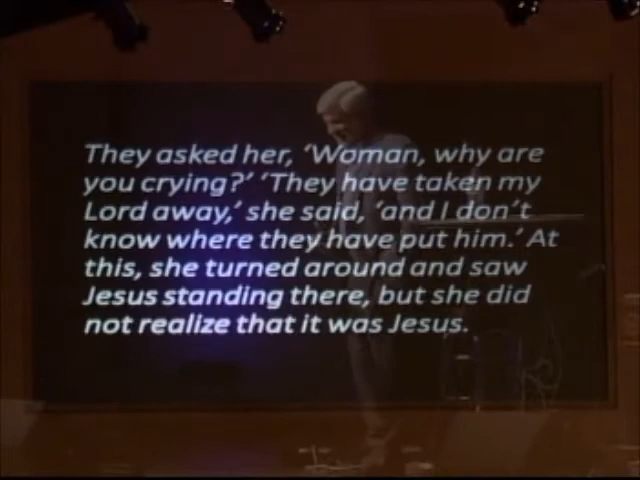 They asked her, ‘Woman, why are
you crying?’ ‘They have taken my
Lord away,’ she said, ‘and I don’t
know where they have put him.’ At
this, she turned around and saw
Jesus standing there, but she did
not realize that it was Jesus.